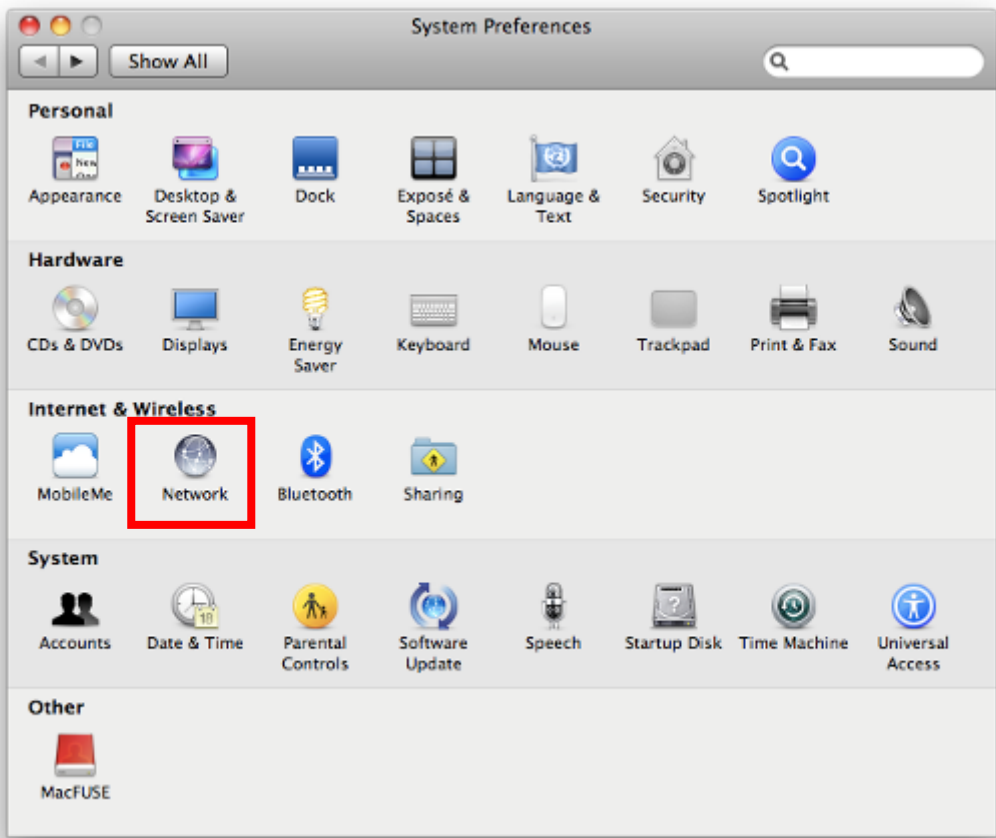 System Preferences
Show All
Personal
Appearance
Desktop &
Screen Saver
Dock
Exposé &
Spaces
Language &
Text
Security
Spotlight
Hardware
CDs & DVDs
Displays
Energy
Saver
Keyboard
Mouse
Trackpad
Print & Fax
Sound
Internet & Wireless
MobileMe
Network
Bluetooth
Sharing
System
Accounts
Date & Time
Parental
Controls
Software
Update
Speech
Startup Disk
Time Machine
Universal
Access
Other
MacFUSE